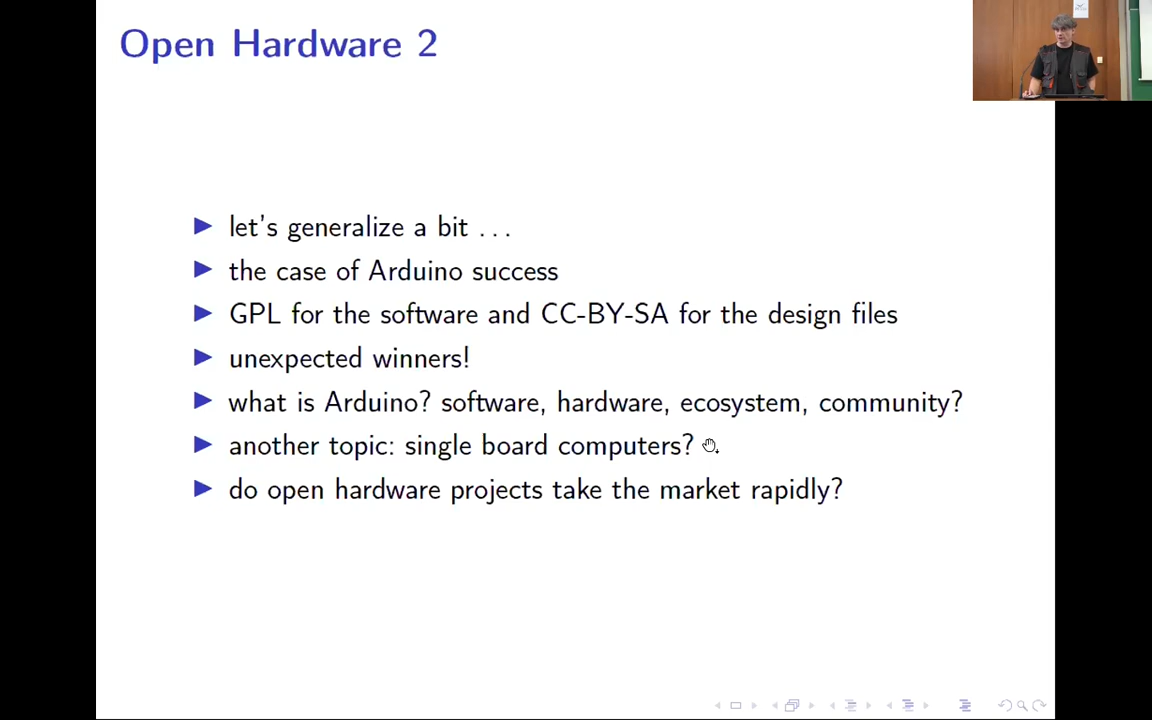 Open Hardware 2
let's generalize a bit ...
the case of Arduino success
GPL for the software and CC-BY-SA for the design files
unexpected winners!
what is Arduino? software, hardware, ecosystem, community?
another topic: single board computers?
do open hardware projects take the market rapidly?